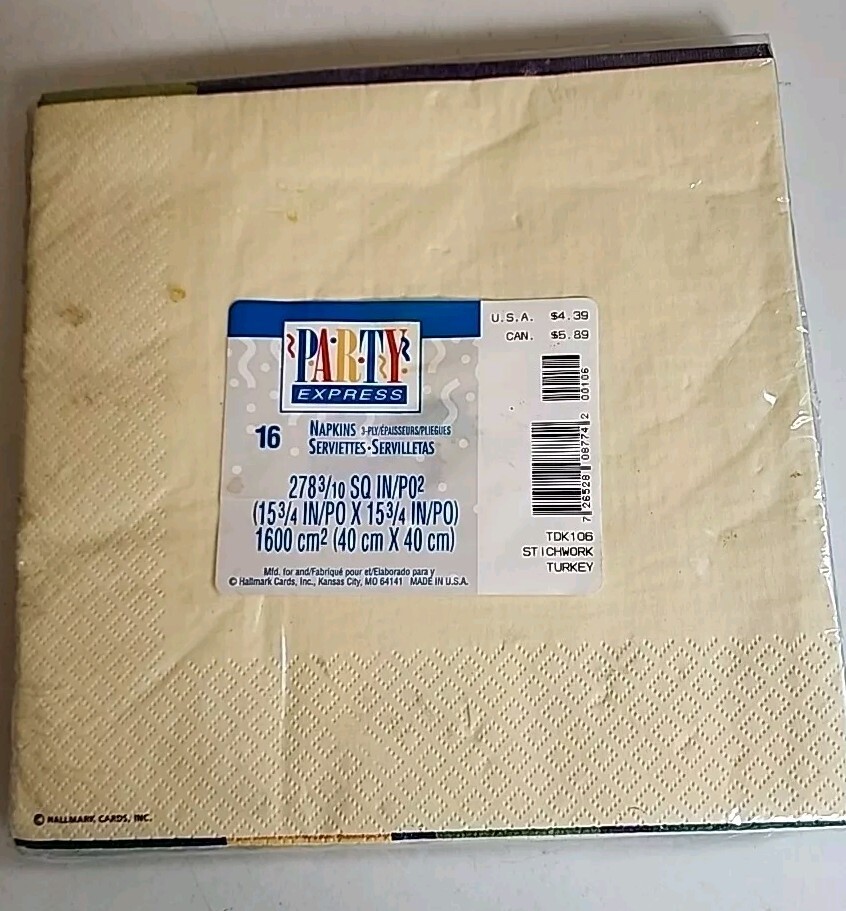 PARTY
EXPRESS
16 NAPKINS 3-PLY/ÉPAISSEURS/PLIEGUES
SERVIETTES•SERVILLETAS
278 3/10 SQ IN/PO²
(15 3/4 IN/PO X 15 3/4 IN/PO)
1600 cm² (40 cm X 40 cm)
Mfd. for and/Fabriqué pour et/Elaborado para y
© Hallmark Cards, Inc., Kansas City, MO 64141 MADE IN U.S.A.
U.S.A. $4.39
CAN. $5.89
00106
7 26528 08774 2
TDK106
STICHWORK
TURKEY
© HALLMARK CARDS, INC.